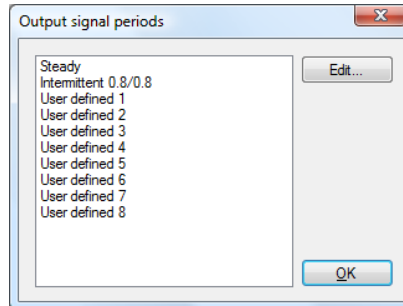 Output signal periods
Steady
Intermittent 0.8/0.8
User defined 1
User defined 2
User defined 3
User defined 4
User defined 5
User defined 6
User defined 7
User defined 8
Edit...
OK